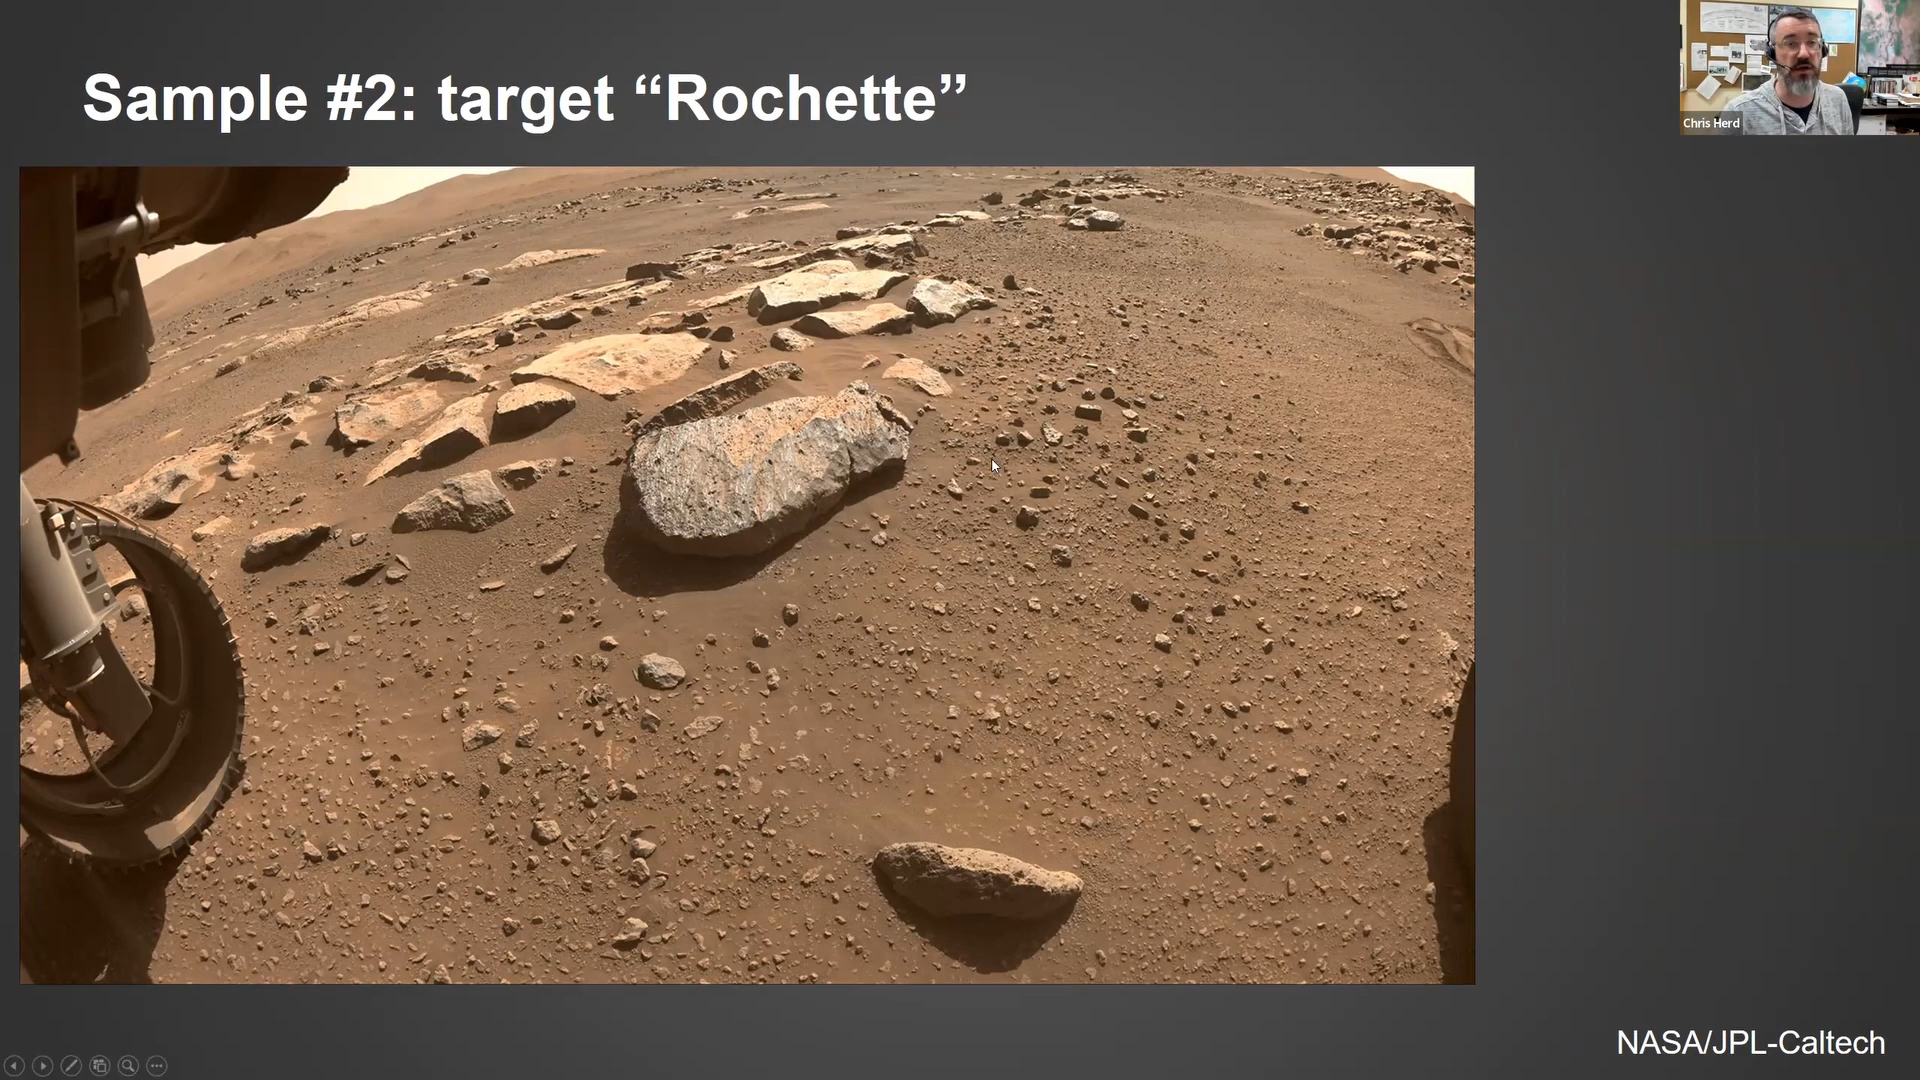 Sample #2: target “Rochette”
Chris Herd
NASA/JPL-Caltech